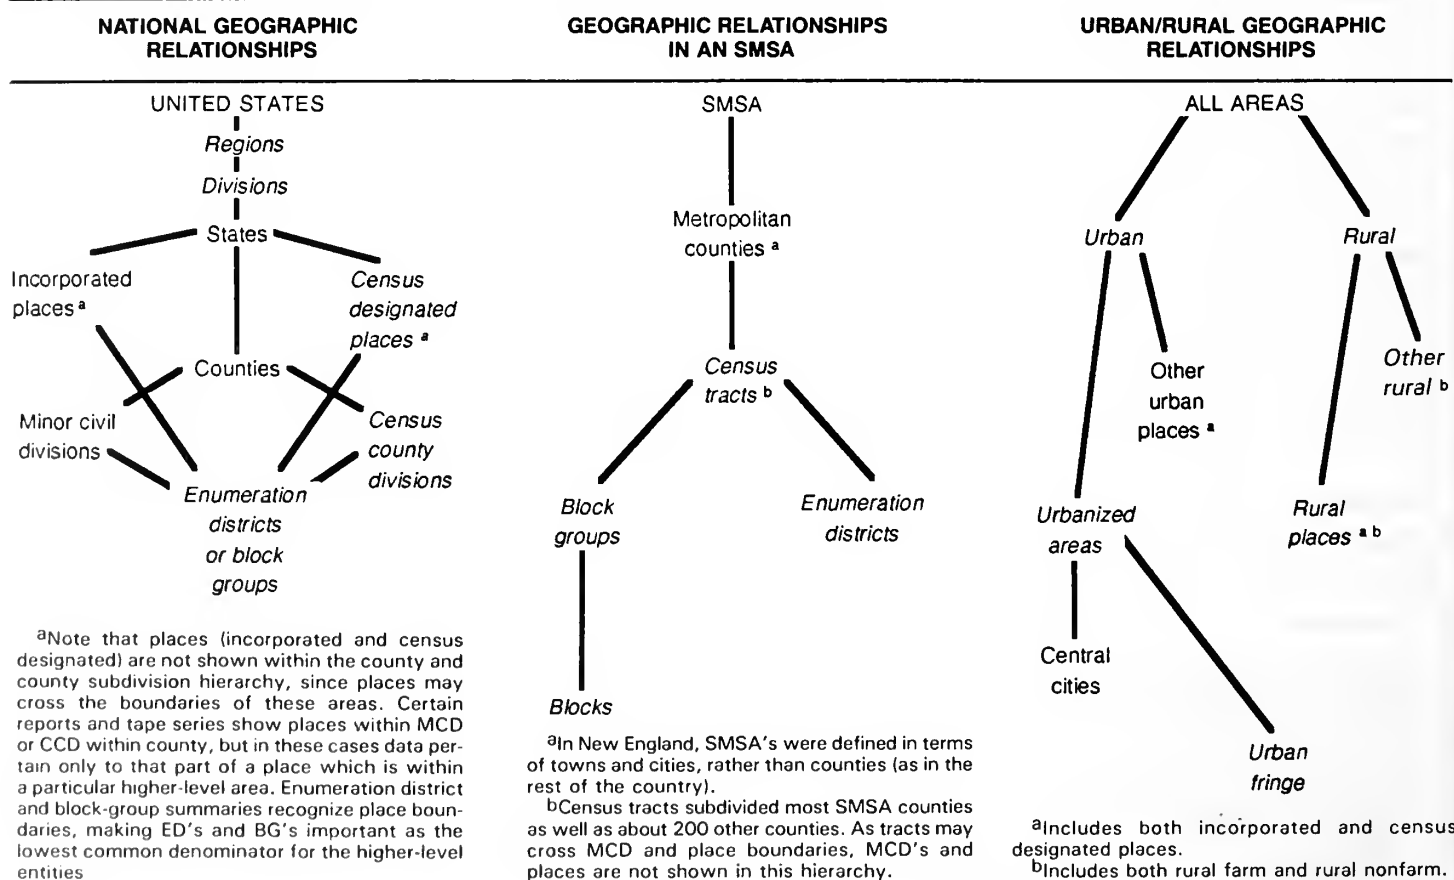 NATIONAL GEOGRAPHIC
RELATIONSHIPS
UNITED STATES
Regions
Divisions
States
Incorporated
places a
Census
designated
places a
Counties
Minor civil
divisions
Census
county
divisions
Enumeration
districts
or block
groups
aNote that places (incorporated and census
designated) are not shown within the county and
county subdivision hierarchy, since places may
cross the boundaries of these areas. Certain
reports and tape series show places within MCD
or CCD within county, but in these cases data per-
tain only to that part of a place which is within
a particular higher-level area. Enumeration district
and block-group summaries recognize place boun-
daries, making ED's and BG's important as the
lowest common denominator for the higher-level
entities
GEOGRAPHIC RELATIONSHIPS
IN AN SMSA
SMSA
Metropolitan
counties a
Census
tracts b
Block
groups
Enumeration
districts
Blocks
aIn New England, SMSA's were defined in terms
of towns and cities, rather than counties (as in the
rest of the country).
bCensus tracts subdivided most SMSA counties
as well as about 200 other counties. As tracts may
cross MCD and place boundaries, MCD's and
places are not shown in this hierarchy.
URBAN/RURAL GEOGRAPHIC
RELATIONSHIPS
ALL AREAS
Urban
Rural
Other
urban
places a
Other
rural b
Urbanized
areas
Rural
places a b
Central
cities
Urban
fringe
aIncludes both incorporated and census
designated places.
bIncludes both rural farm and rural nonfarm.